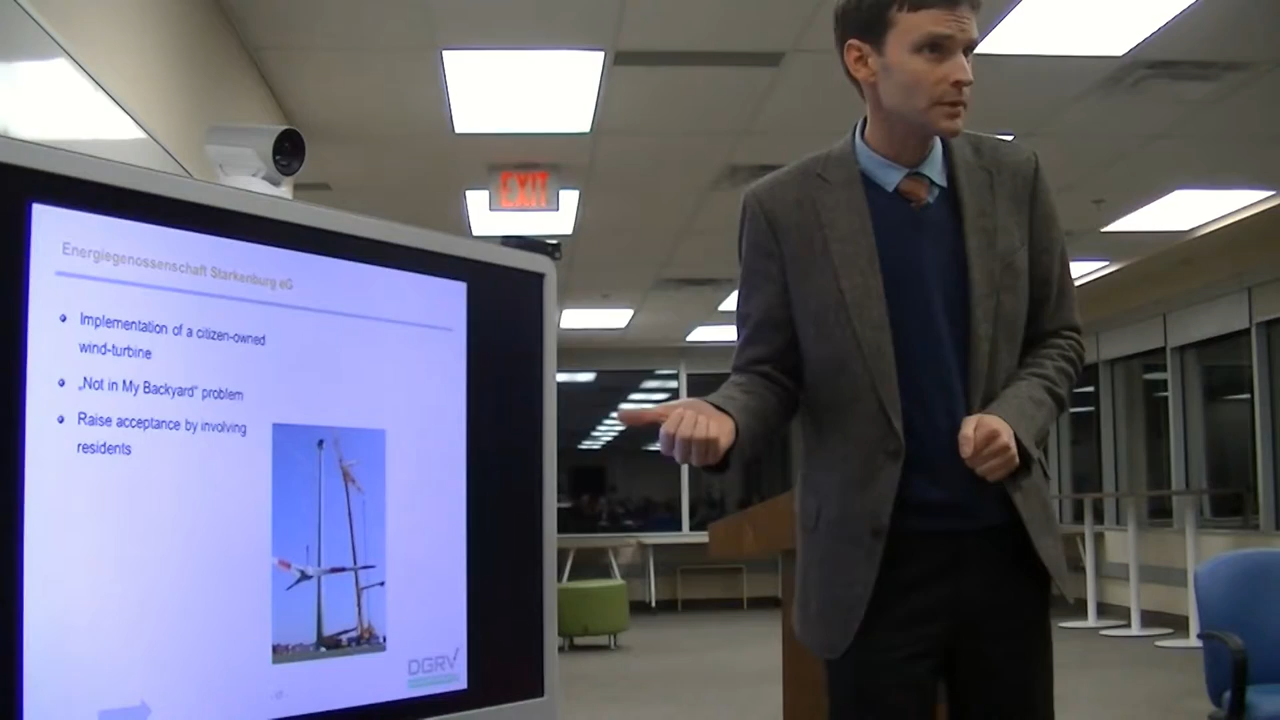 EXIT
Energiegenossenschaft Starkenburg eG
Implementation of a citizen-owned
wind-turbine
„Not in My Backyard" problem
Raise acceptance by involving
residents
DGRV